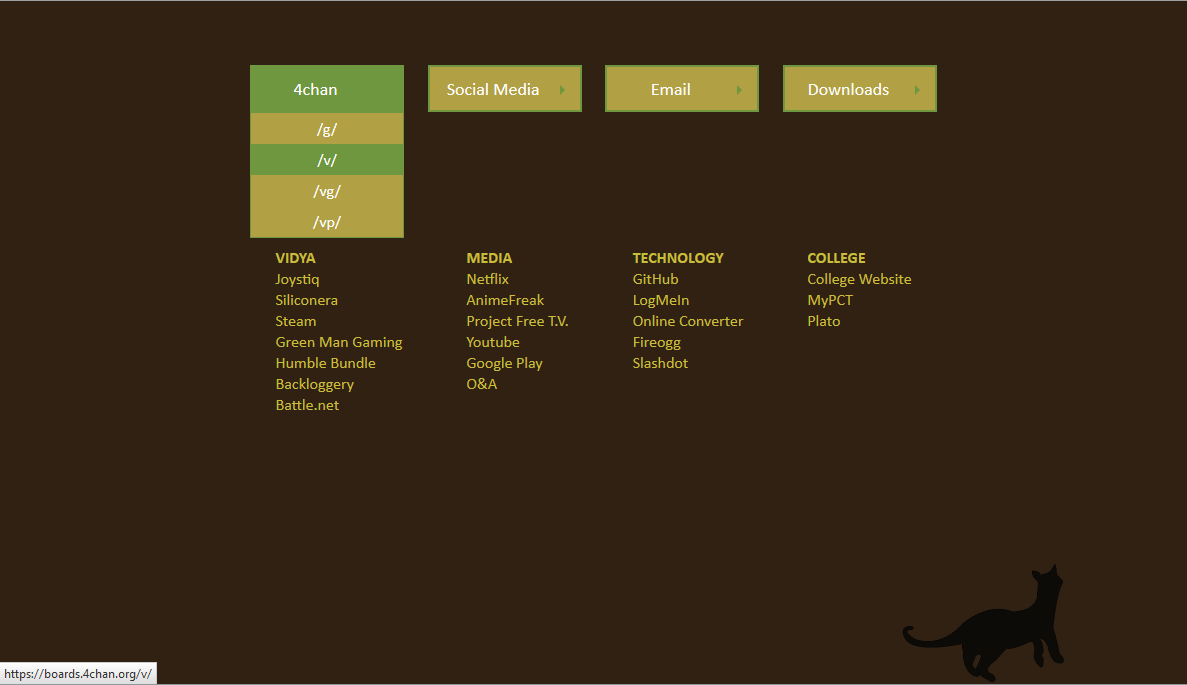 4chan
Social Media
Email
Downloads
/g/
/v/
/vg/
/vp/
VIDYA
Joystiq
Siliconera
Steam
Green Man Gaming
Humble Bundle
Backloggery
Battle.net
MEDIA
Netflix
AnimeFreak
Project Free T.V.
Youtube
Google Play
O&A
TECHNOLOGY
GitHub
LogMeIn
Online Converter
Fireogg
Slashdot
COLLEGE
College Website
MyPCT
Plato
https://boards.4chan.org/v/